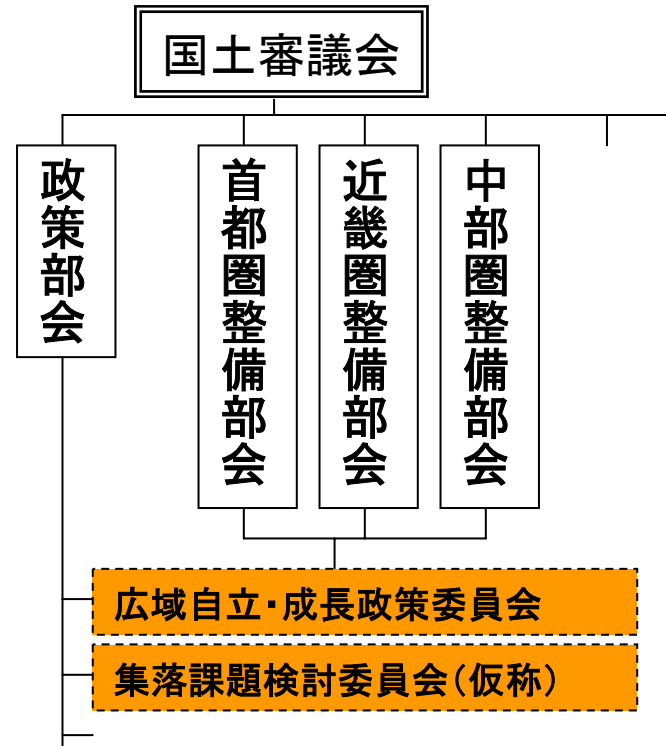 国土審議会
政策部会
首都圏整備部会
近畿圏整備部会
中部圏整備部会
広域自立・成長政策委員会
集落課題検討委員会（仮称）